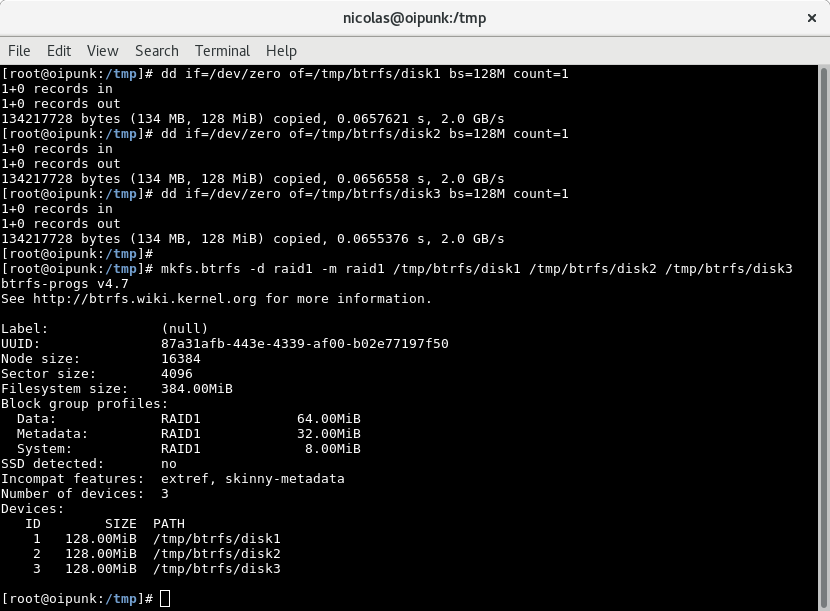 nicolas@oipunk:/tmp
File Edit View Search Terminal Help
[root@oipunk:/tmp]# dd if=/dev/zero of=/tmp/btrfs/disk1 bs=128M count=1
1+0 records in
1+0 records out
134217728 bytes (134 MB, 128 MiB) copied, 0.0657621 s, 2.0 GB/s
[root@oipunk:/tmp]# dd if=/dev/zero of=/tmp/btrfs/disk2 bs=128M count=1
1+0 records in
1+0 records out
134217728 bytes (134 MB, 128 MiB) copied, 0.0656558 s, 2.0 GB/s
[root@oipunk:/tmp]# dd if=/dev/zero of=/tmp/btrfs/disk3 bs=128M count=1
1+0 records in
1+0 records out
134217728 bytes (134 MB, 128 MiB) copied, 0.0655376 s, 2.0 GB/s
[root@oipunk:/tmp]#
[root@oipunk:/tmp]# mkfs.btrfs -d raid1 -m raid1 /tmp/btrfs/disk1 /tmp/btrfs/disk2 /tmp/btrfs/disk3
btrfs-progs v4.7
See http://btrfs.wiki.kernel.org for more information.

Label:              (null)
UUID:               87a31afb-443e-4339-af00-b02e77197f50
Node size:          16384
Sector size:        4096
Filesystem size:    384.00MiB
Block group profiles:
  Data:             RAID1            64.00MiB
  Metadata:         RAID1            32.00MiB
  System:           RAID1             8.00MiB
SSD detected:       no
Incompat features:  extref, skinny-metadata
Number of devices:  3
Devices:
   ID        SIZE  PATH
    1   128.00MiB  /tmp/btrfs/disk1
    2   128.00MiB  /tmp/btrfs/disk2
    3   128.00MiB  /tmp/btrfs/disk3

[root@oipunk:/tmp]#